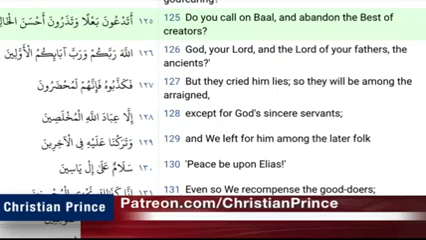 ١٢٥ أَتَدْعُونَ بَعْلًا وَتَذَرُونَ أَحْسَنَ
125 Do you call on Baal, and abandon the Best of
creators?
١٢٦ اللَّهَ رَبَّكُمْ وَرَبَّ آبَائِكُمُ الْأَوَّلِينَ
126 God, your Lord, and the Lord of your fathers, the
ancients?'
١٢٧ فَكَذَّبُوهُ فَإِنَّهُمْ لَمُحْضَرُونَ
127 But they cried him lies; so they will be among the
arraigned,
١٢٨ إِلَّا عِبَادَ اللَّهِ الْمُخْلَصِينَ
128 except for God's sincere servants;
١٢٩ وَتَرَكْنَا عَلَيْهِ فِي الْآخِرِينَ
129 and We left for him among the later folk
١٣٠ سَلَامٌ عَلَىٰ إِلْ يَاسِينَ
130 'Peace be upon Elias!'
131 Even so We recompense the good-doers;
Christian Prince
Patreon.com/ChristianPrince